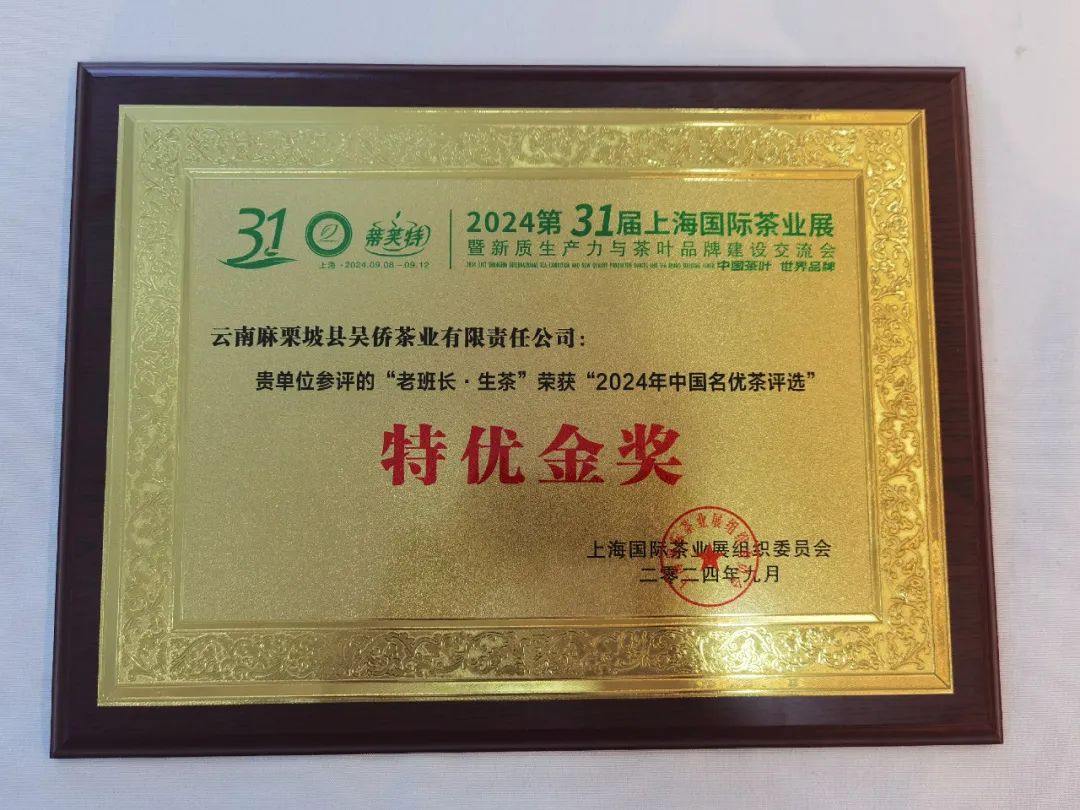 31
2024第31届上海国际茶业展
暨新质生产力与茶叶品牌建设交流会
上海·2024.09.08-09.12
中国茶叶 世界品牌
云南麻栗坡县吴侨茶业有限责任公司：
贵单位参评的“老班长·生茶”荣获“2024年中国名优茶评选”
特优金奖
上海国际茶业展组织委员会
二零二四年九月